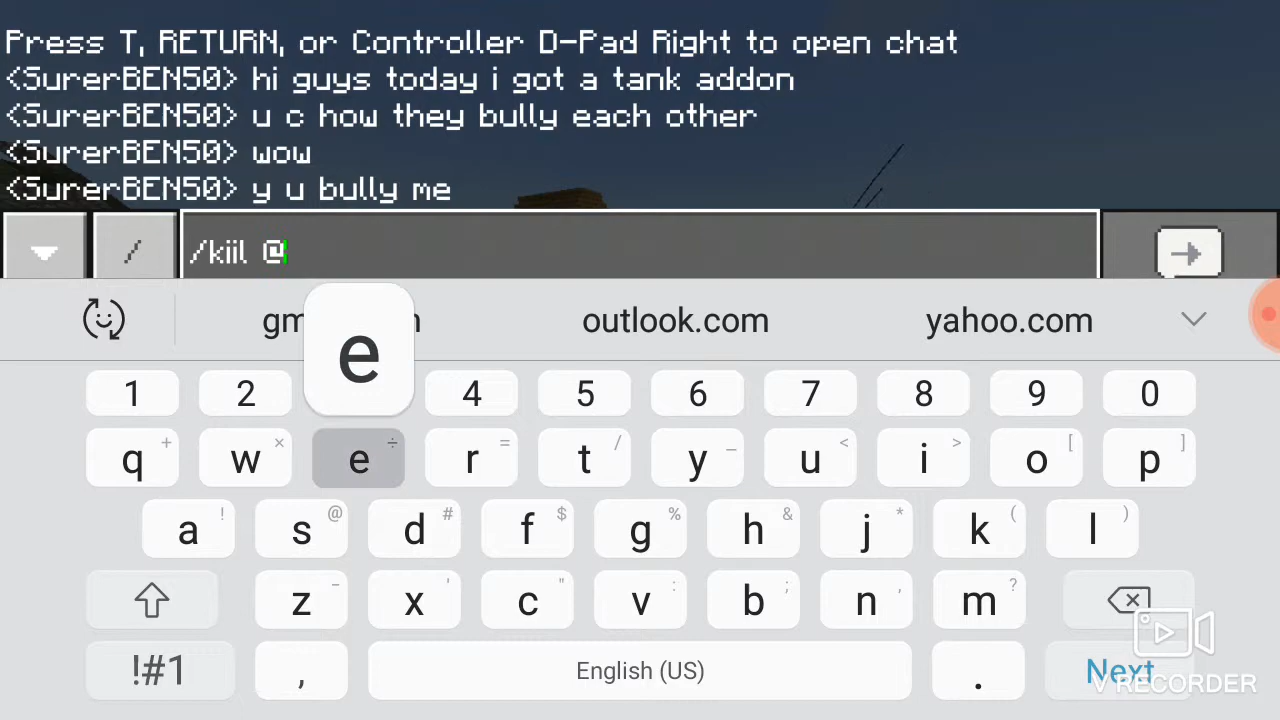 Press T, RETURN, or Controller D-Pad Right to open chat
<SurerBEN50> hi guys today i got a tank addon
<SurerBEN50> u c how they bully each other
<SurerBEN50> wow
<SurerBEN50> y u bully me
/ /kiil @
outlook.com yahoo.com
e
1 2 4 5 6 7 8 9 0
+ × ÷ = / _ < > [ ]
q w e r t y u i o p
! @ # $ % & * ( )
a s d f g h j k l
- ' " : ; , ?
z x c v b n m
!#1 , English (US) . Next
V RECORDER